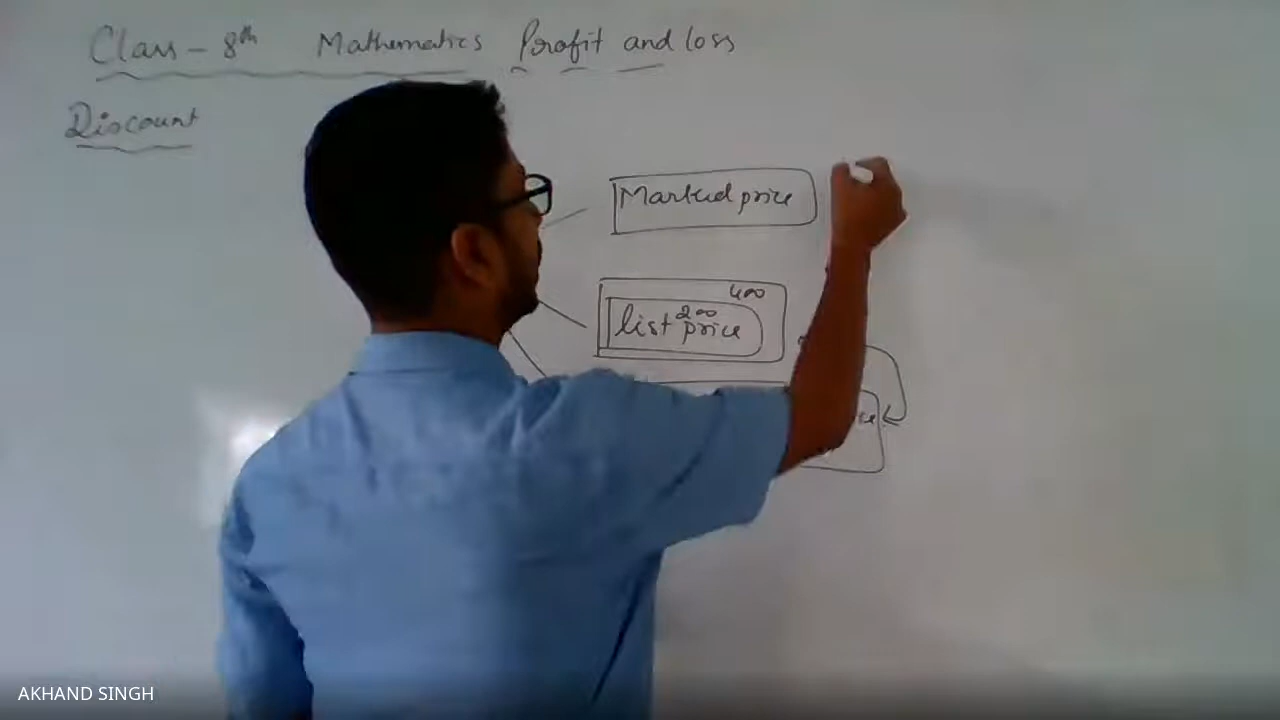 Class - 8th Mathematics Profit and loss
Discount
Marked price
400
200
list price
AKHAND SINGH